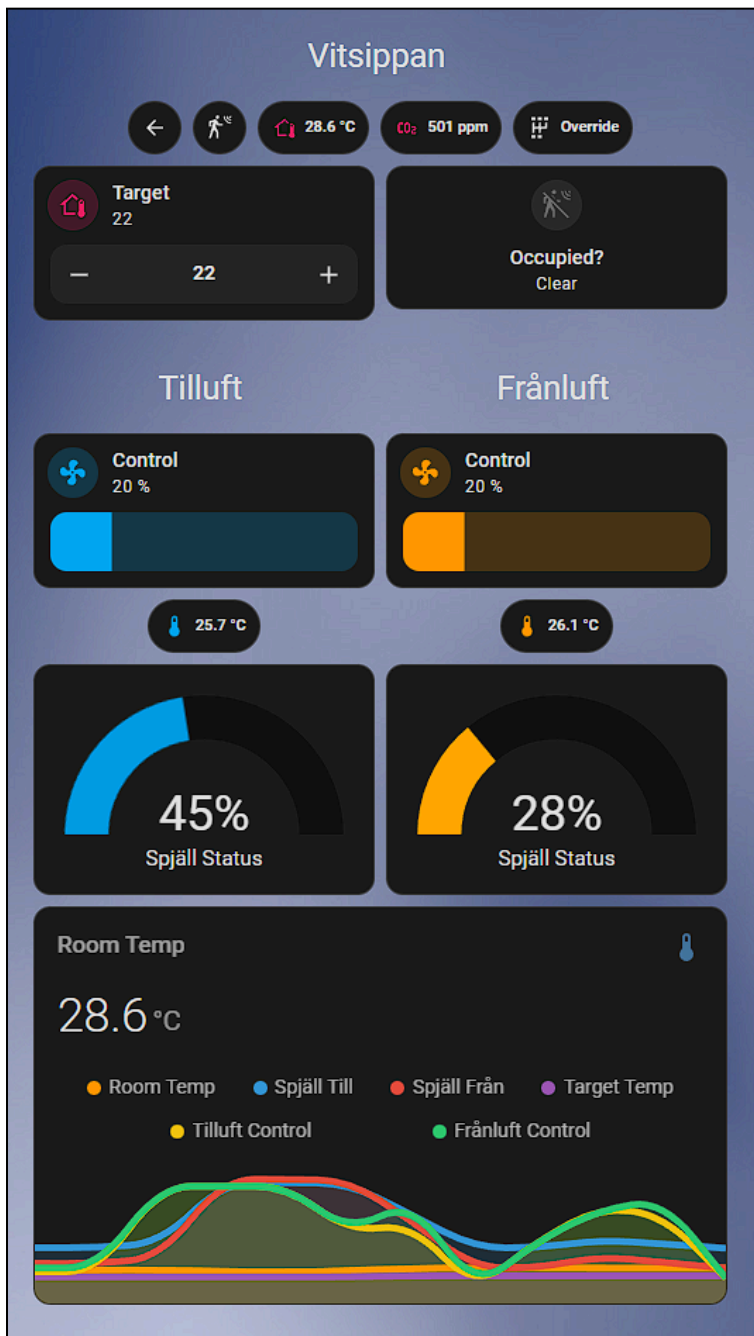 Vitsippan
28.6 °C
CO₂ 501 ppm
Override
Target
22
− 22 +
Occupied?
Clear
Tilluft
Frånluft
Control
20 %
Control
20 %
25.7 °C
26.1 °C
45%
Spjäll Status
28%
Spjäll Status
Room Temp
28.6 °C
Room Temp Spjäll Till Spjäll Från Target Temp
Tilluft Control Frånluft Control